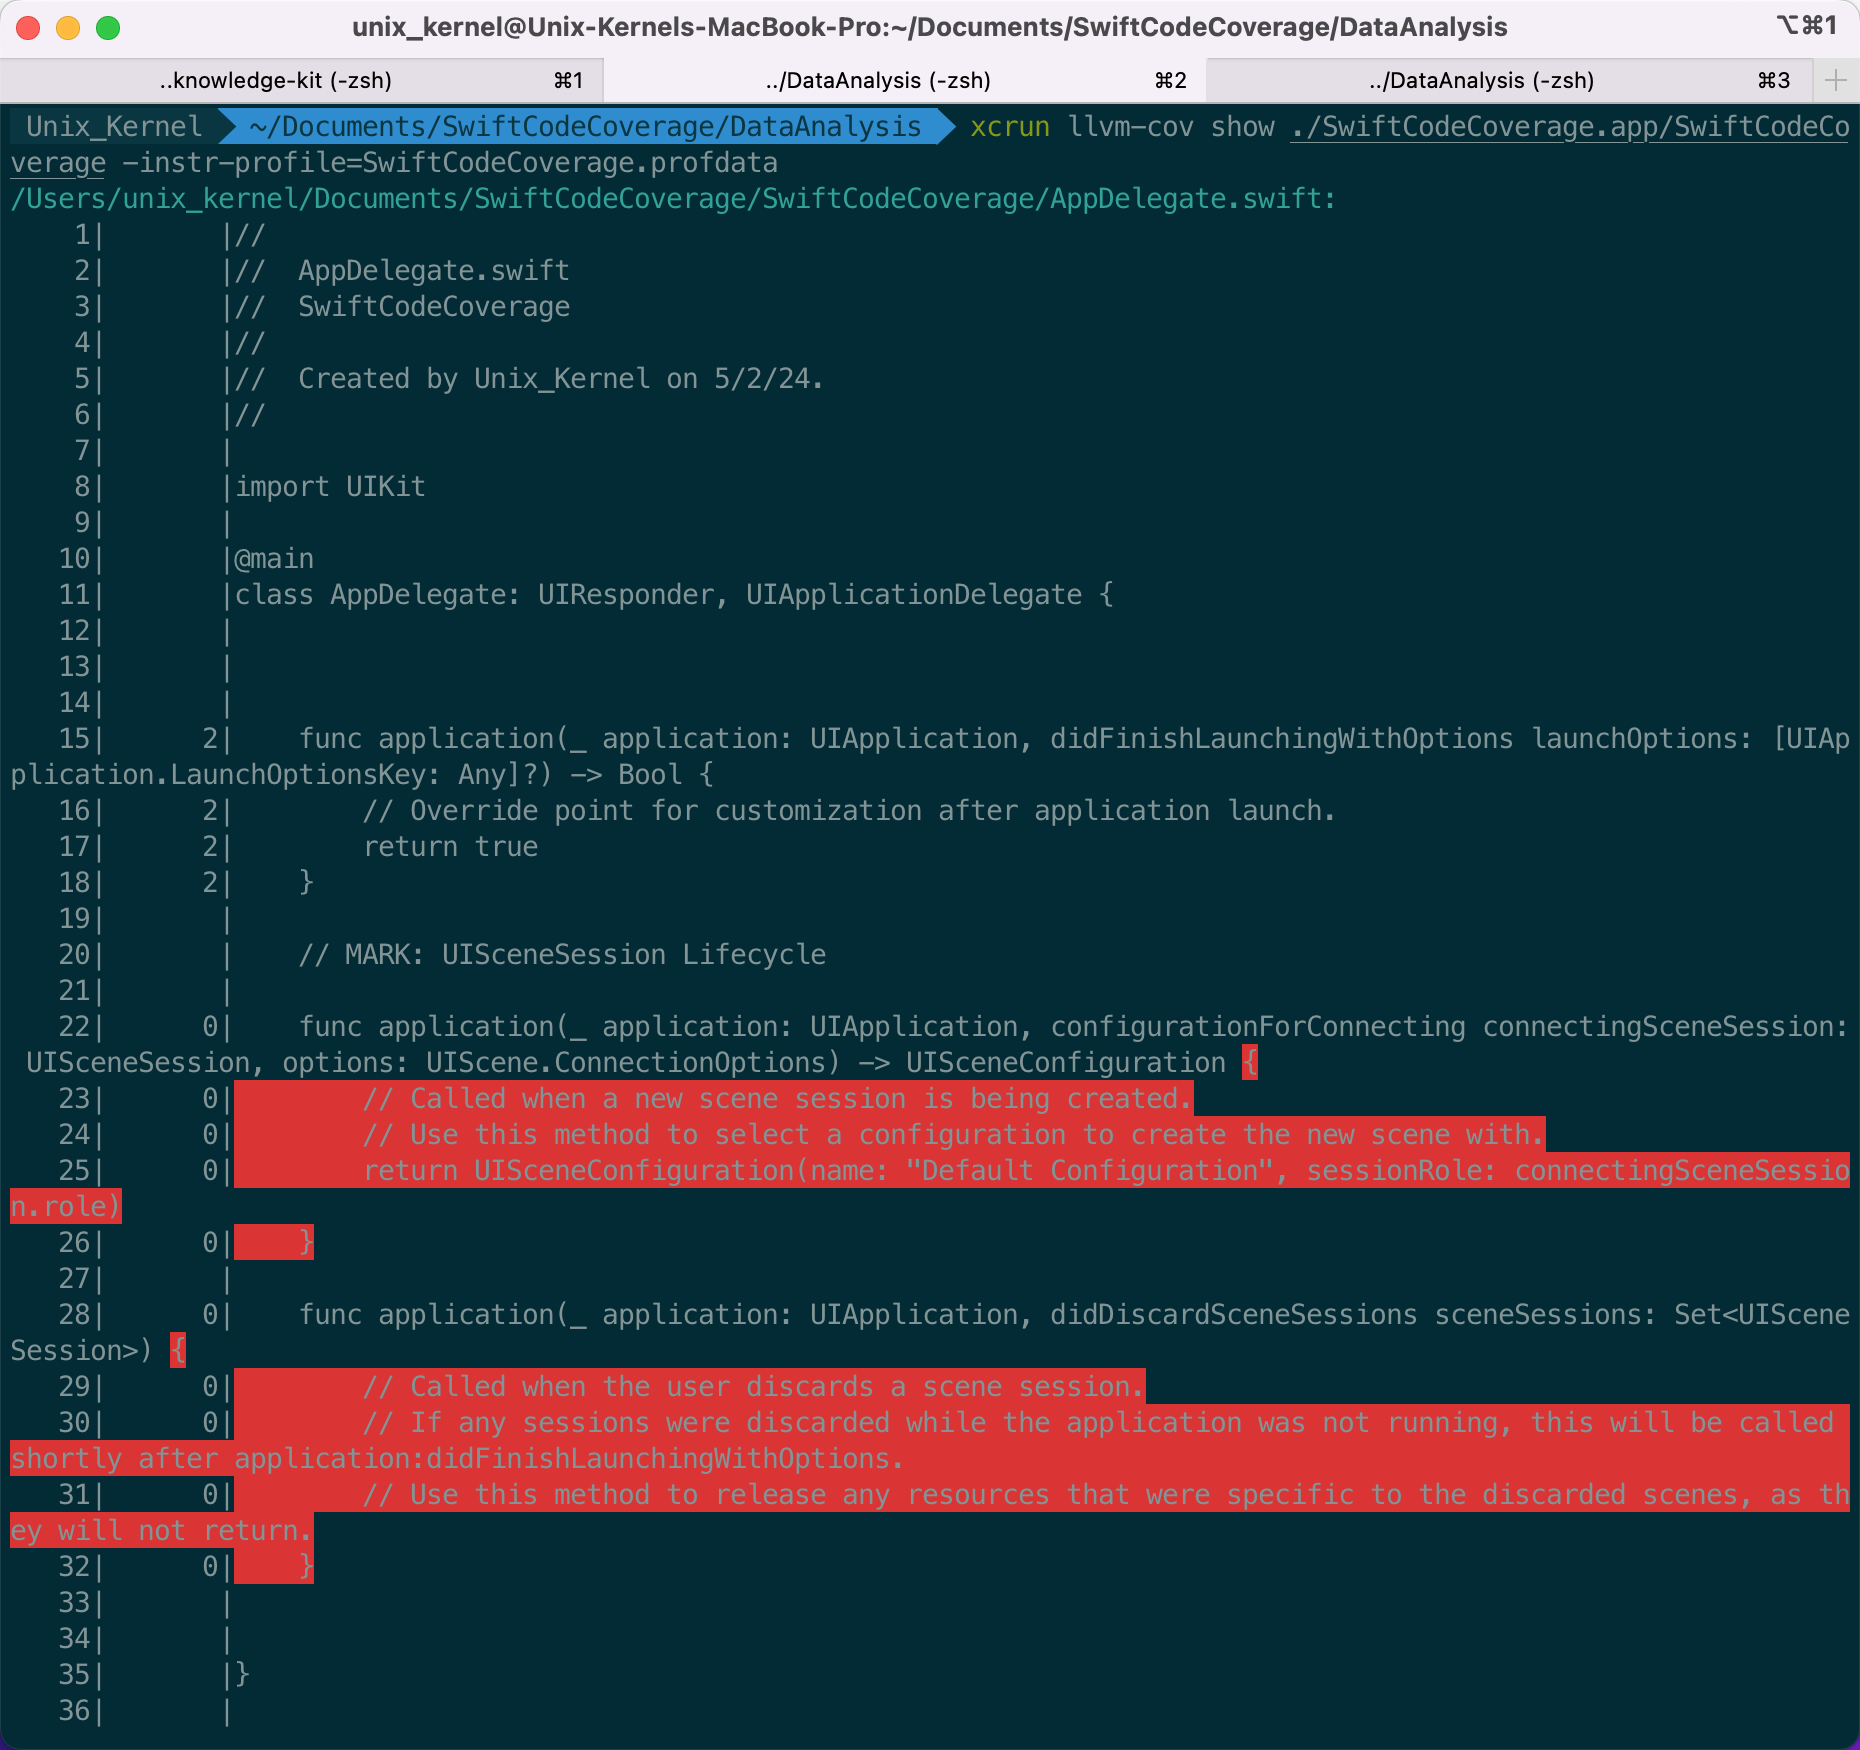 unix_kernel@Unix-Kernels-MacBook-Pro:~/Documents/SwiftCodeCoverage/DataAnalysis ⌥⌘1
..knowledge-kit (-zsh) ⌘1 ../DataAnalysis (-zsh) ⌘2 ../DataAnalysis (-zsh) ⌘3 +
Unix_Kernel ~/Documents/SwiftCodeCoverage/DataAnalysis xcrun llvm-cov show ./SwiftCodeCoverage.app/SwiftCodeCo
verage -instr-profile=SwiftCodeCoverage.profdata
/Users/unix_kernel/Documents/SwiftCodeCoverage/SwiftCodeCoverage/AppDelegate.swift:
    1|       |//
    2|       |//  AppDelegate.swift
    3|       |//  SwiftCodeCoverage
    4|       |//
    5|       |//  Created by Unix_Kernel on 5/2/24.
    6|       |//
    7|       |
    8|       |import UIKit
    9|       |
   10|       |@main
   11|       |class AppDelegate: UIResponder, UIApplicationDelegate {
   12|       |
   13|       |
   14|       |
   15|      2|    func application(_ application: UIApplication, didFinishLaunchingWithOptions launchOptions: [UIAp
plication.LaunchOptionsKey: Any]?) -> Bool {
   16|      2|        // Override point for customization after application launch.
   17|      2|        return true
   18|      2|    }
   19|       |
   20|       |    // MARK: UISceneSession Lifecycle
   21|       |
   22|      0|    func application(_ application: UIApplication, configurationForConnecting connectingSceneSession:
 UISceneSession, options: UIScene.ConnectionOptions) -> UISceneConfiguration {
   23|      0|        // Called when a new scene session is being created.
   24|      0|        // Use this method to select a configuration to create the new scene with.
   25|      0|        return UISceneConfiguration(name: "Default Configuration", sessionRole: connectingSceneSessio
n.role)
   26|      0|    }
   27|       |
   28|      0|    func application(_ application: UIApplication, didDiscardSceneSessions sceneSessions: Set<UIScene
Session>) {
   29|      0|        // Called when the user discards a scene session.
   30|      0|        // If any sessions were discarded while the application was not running, this will be called
shortly after application:didFinishLaunchingWithOptions.
   31|      0|        // Use this method to release any resources that were specific to the discarded scenes, as th
ey will not return.
   32|      0|    }
   33|       |
   34|       |
   35|       |}
   36|       |